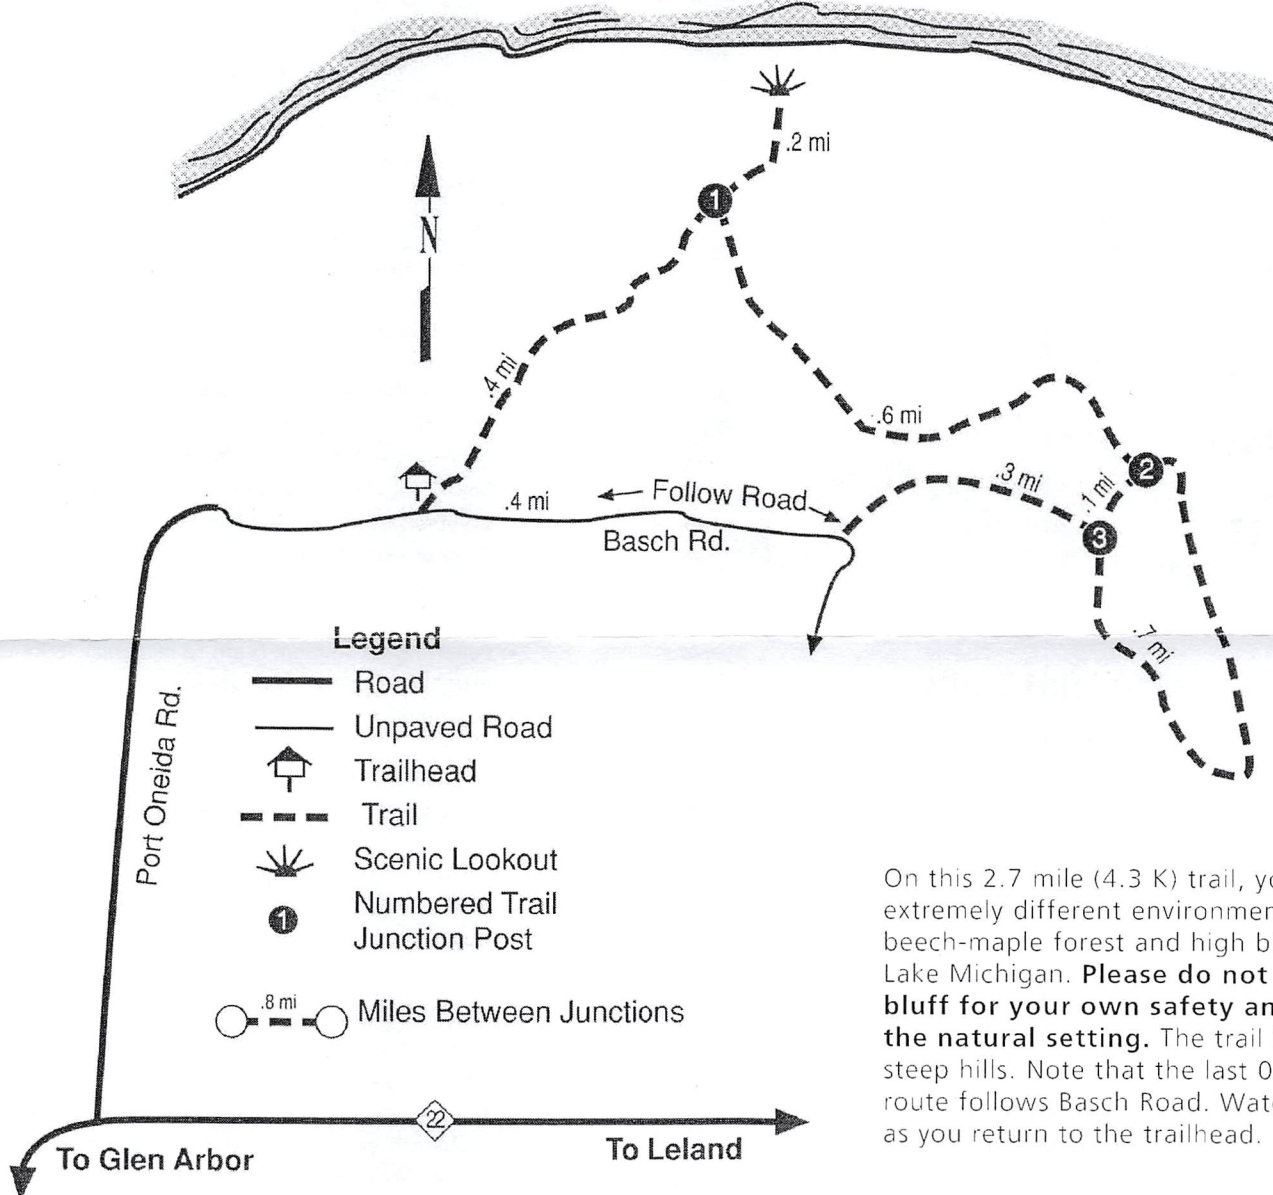 .2 mi
1
N
.4 mi
.6 mi
2
.3 mi
.1 mi
.4 mi
Follow Road
3
Basch Rd.
.7 mi
Legend
Road
Unpaved Road
Port Oneida Rd.
Trailhead
Trail
Scenic Lookout
1
Numbered Trail
Junction Post
.8 mi
Miles Between Junctions
On this 2.7 mile (4.3 K) trail,
extremely different
beech-maple forest and high
Lake Michigan. Please do not
bluff for your own safety
the natural setting. The trail
steep hills. Note that the last
route follows Basch Road.
as you return to the trailhead.
22
To Glen Arbor
To Leland